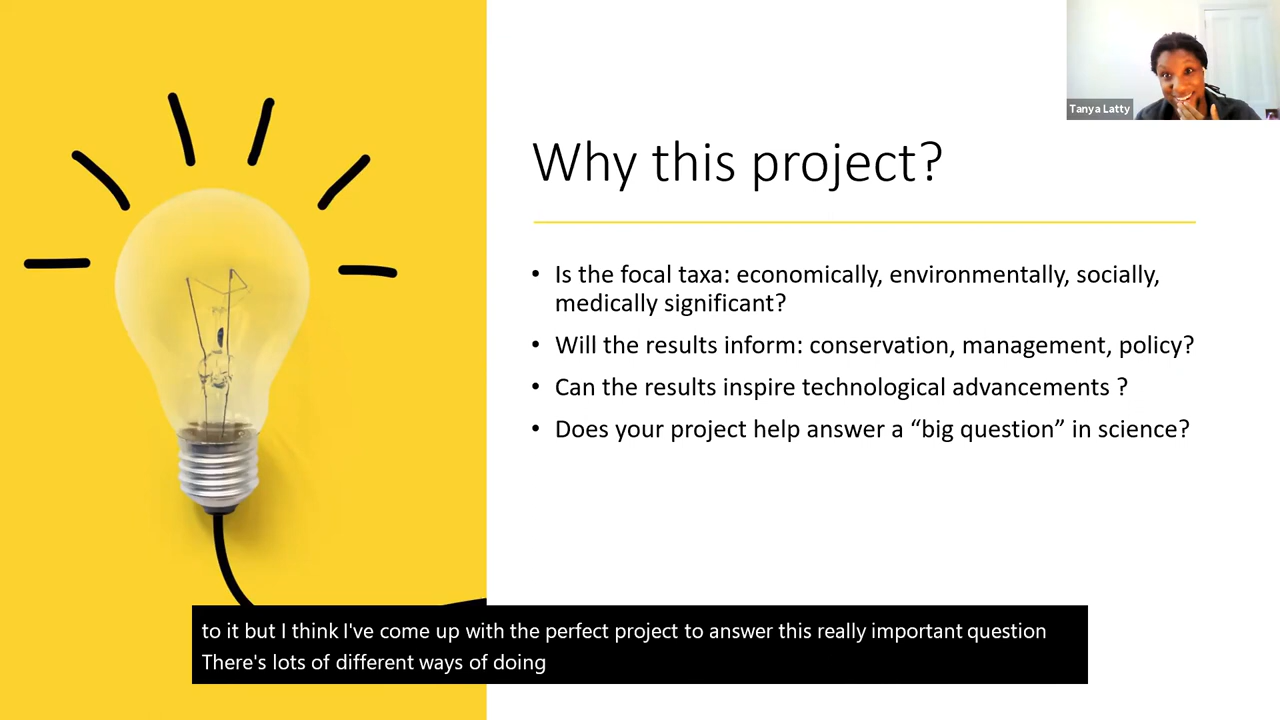 Tanya Latty
Why this project?
• Is the focal taxa: economically, environmentally, socially,
medically significant?
• Will the results inform: conservation, management, policy?
• Can the results inspire technological advancements ?
• Does your project help answer a “big question” in science?
to it but I think I've come up with the perfect project to answer this really important question
There's lots of different ways of doing